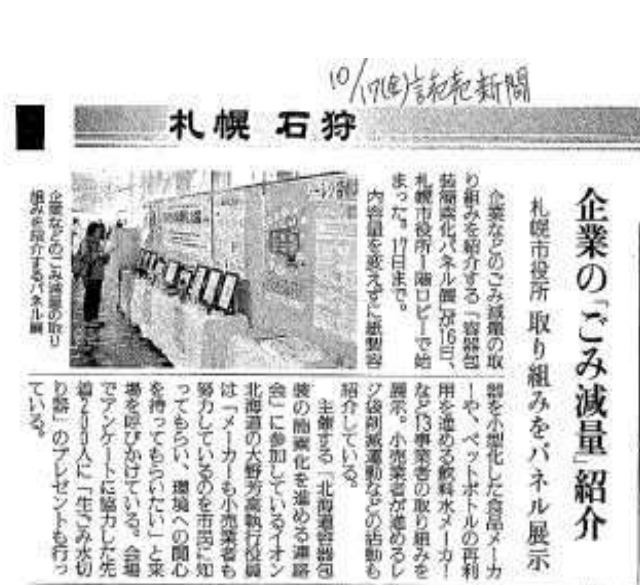 10/17(金)読売新聞
札幌 石狩
企業の「ごみ減量」紹介
札幌市役所 取り組みをパネル展示
企業などのごみ減量の取
り組みを紹介する「容器包
装簡素化パネル展」が16日、
札幌市役所1階ロビーで始
まった。17日まで。
内容量を変えずに紙製容
器を小型化した食品メーカ
ーや、ペットボトルの再利
用を進める飲料水メーカー
など13事業者の取り組みを
展示。小売業者が進めるレ
ジ袋削減運動などの活動も
紹介している。
主催する「北海道容器包
装の簡素化を進める連絡
会」に参加しているイオン
北海道の大野芳高執行役員
は「メーカーも小売業者も
努力しているのを市民に知
ってもらい、環境への関心
を持ってもらいたい」と来
場を呼びかけている。会場
でアンケートに協力した先
着200人に「生ごみ水切
り器」のプレゼントも行っ
ている。
企業などのごみ減量の取り
組みを紹介するパネル展